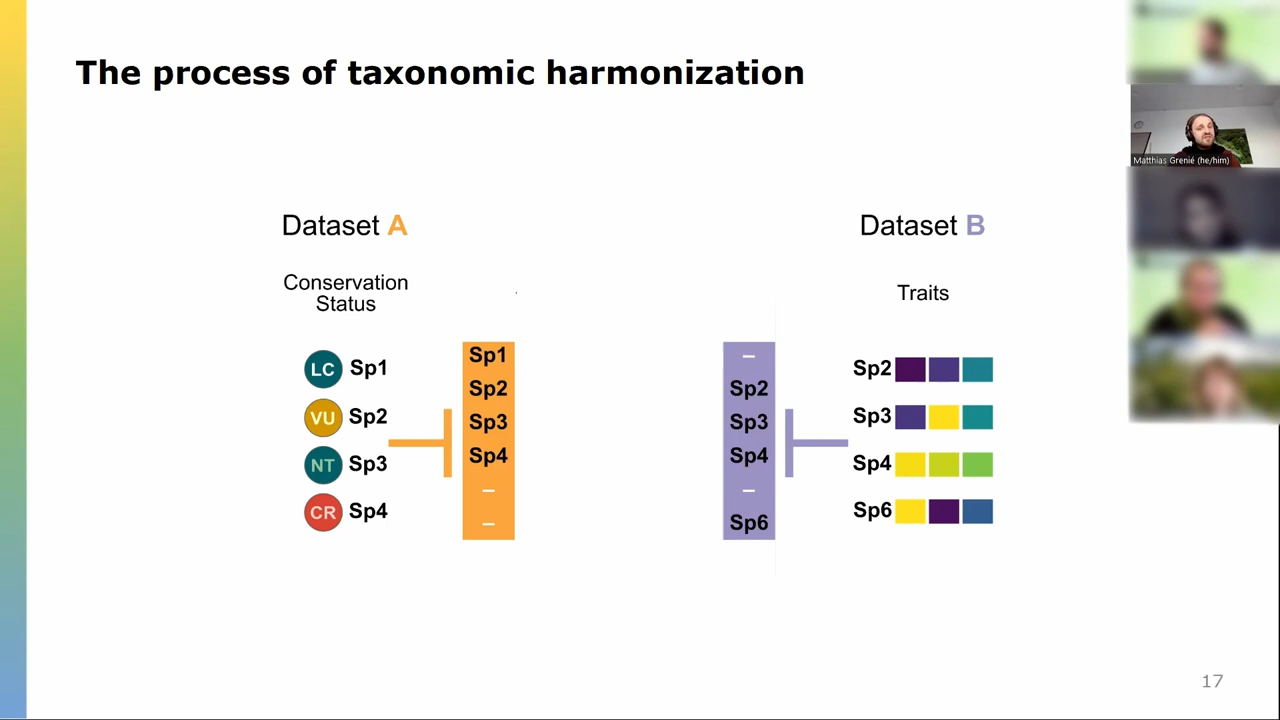 The process of taxonomic harmonization
Matthias Grenié (he/him)
Dataset A
Conservation
Status
LC Sp1
VU Sp2
NT Sp3
CR Sp4
Sp1
Sp2
Sp3
Sp4
–
–
Dataset B
Traits
–
Sp2
Sp3
Sp4
–
Sp6
Sp2
Sp3
Sp4
Sp6
17